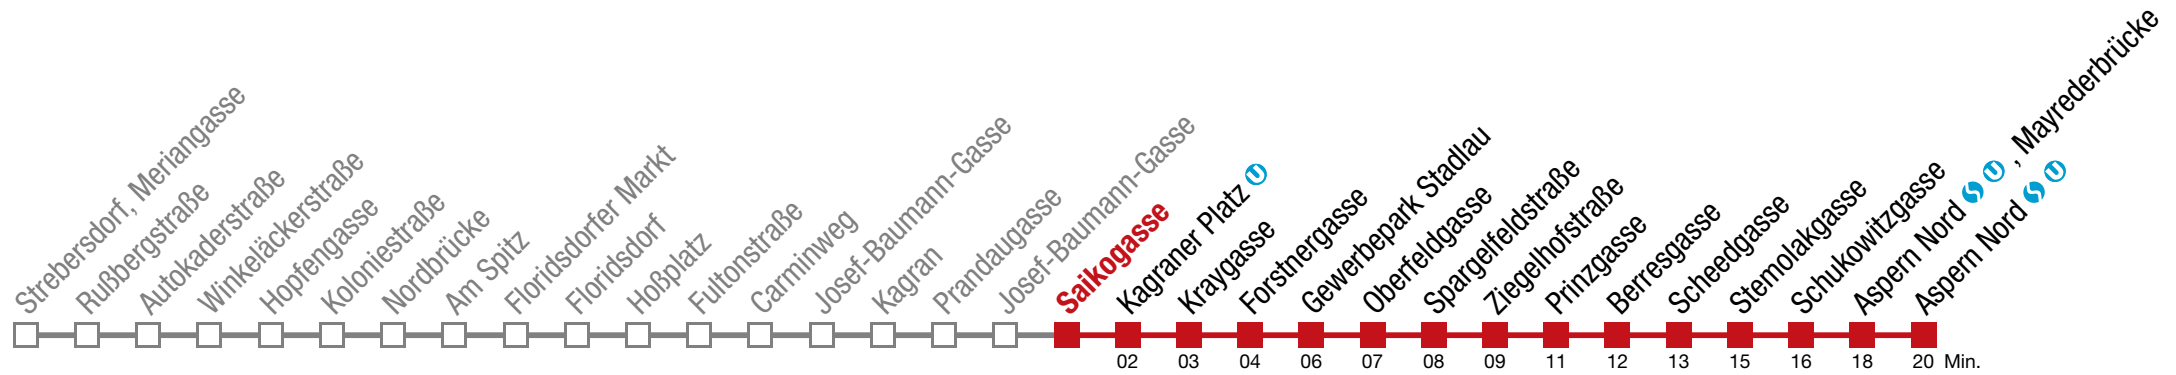 Strebersdorf, Meriangasse
Rußbergstraße
Autokaderstraße
Winkeläckerstraße
Hopfengasse
Koloniestraße
Nordbrücke
Am Spitz
Floridsdorfer Markt
Floridsdorf
Hoßplatz
Fultonstraße
Carminweg
Josef-Baumann-Gasse
Kagran
Prandaugasse
Josef-Baumann-Gasse
Saikogasse
Kagraner Platz U
Kraygasse
Forstnergasse
Gewerbepark Stadlau
Oberfeldgasse
Spargelfeldstraße
Ziegelhofstraße
Prinzgasse
Berresgasse
Scheedgasse
Stemolakgasse
Schukowitzgasse
Aspern Nord S U , Mayrederbrücke
Aspern Nord S U
02 03 04 06 07 08 09 11 12 13 15 16 18 20 Min.